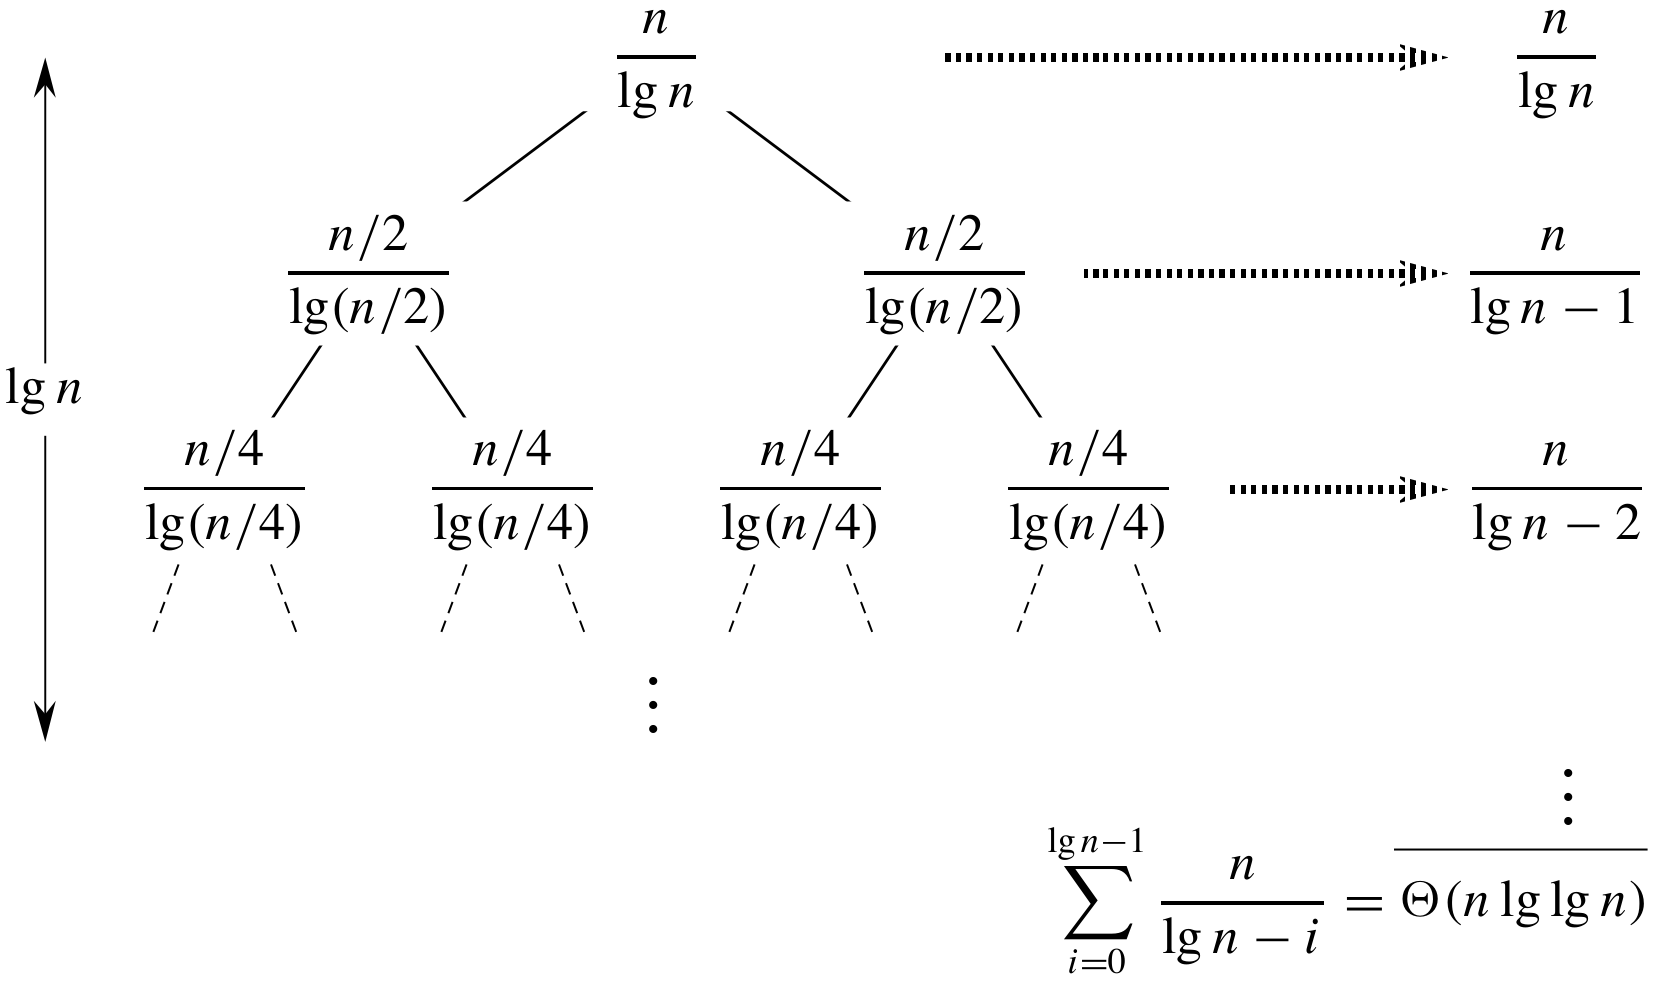 n/lg n    n/lg n
(n/2)/lg(n/2)    (n/2)/lg(n/2)    n/(lg n − 1)
lg n
(n/4)/lg(n/4)    (n/4)/lg(n/4)    (n/4)/lg(n/4)    (n/4)/lg(n/4)    n/(lg n − 2)
⋮
⋮
∑_{i=0}^{lg n−1} n/(lg n − i) = Θ(n lg lg n)